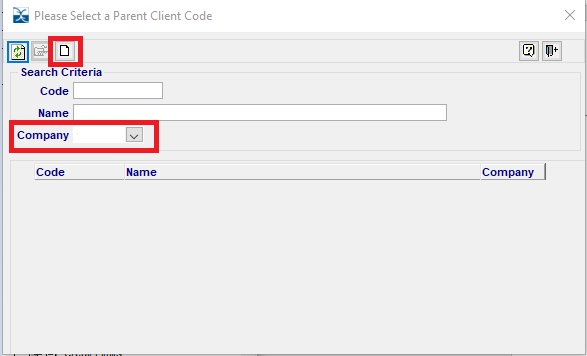 Please Select a Parent Client Code
Search Criteria
Code
Name
Company
Code Name Company